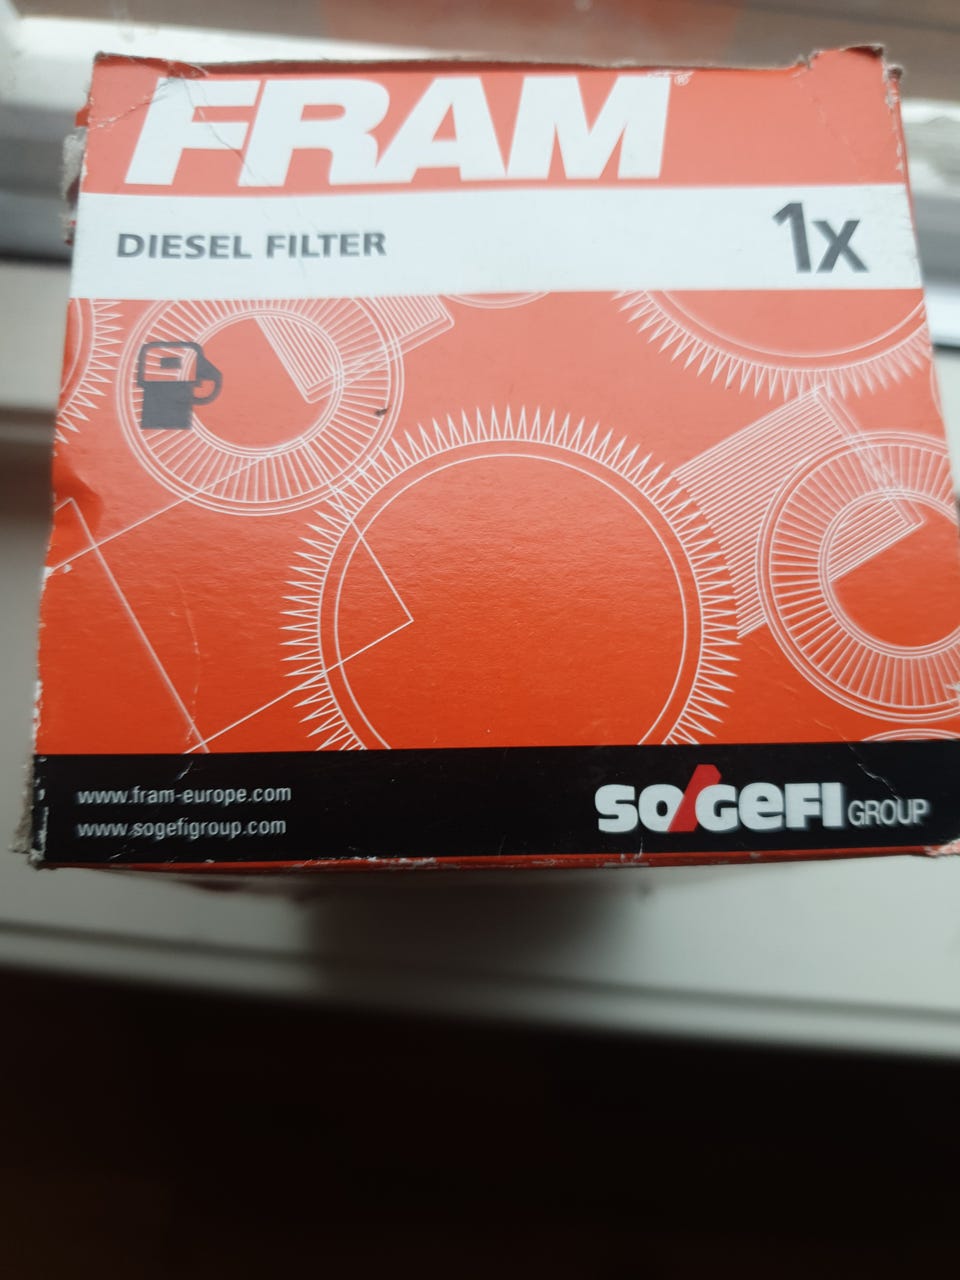 FRAM®
DIESEL FILTER
1x
www.fram-europe.com
www.sogefigroup.com
SOGEFI GROUP